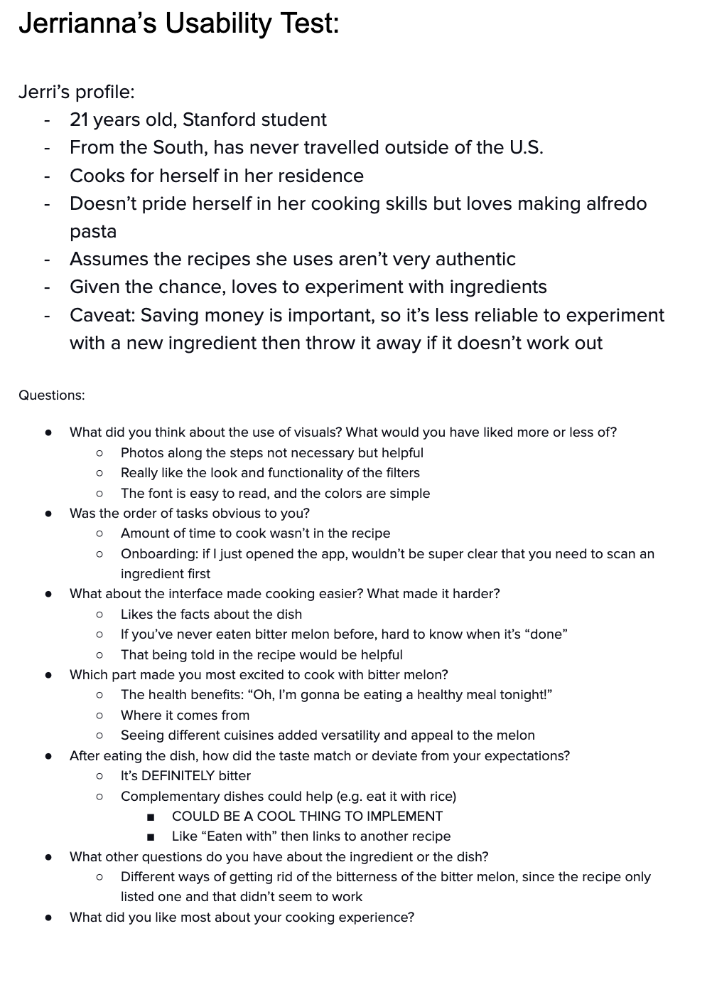 Jerrianna’s Usability Test:
Jerri’s profile:
- 21 years old, Stanford student
- From the South, has never travelled outside of the U.S.
- Cooks for herself in her residence
- Doesn’t pride herself in her cooking skills but loves making alfredo
pasta
- Assumes the recipes she uses aren’t very authentic
- Given the chance, loves to experiment with ingredients
- Caveat: Saving money is important, so it’s less reliable to experiment
with a new ingredient then throw it away if it doesn’t work out
Questions:
● What did you think about the use of visuals? What would you have liked more or less of?
○ Photos along the steps not necessary but helpful
○ Really like the look and functionality of the filters
○ The font is easy to read, and the colors are simple
● Was the order of tasks obvious to you?
○ Amount of time to cook wasn’t in the recipe
○ Onboarding: if I just opened the app, wouldn’t be super clear that you need to scan an
ingredient first
● What about the interface made cooking easier? What made it harder?
○ Likes the facts about the dish
○ If you’ve never eaten bitter melon before, hard to know when it’s “done”
○ That being told in the recipe would be helpful
● Which part made you most excited to cook with bitter melon?
○ The health benefits: “Oh, I’m gonna be eating a healthy meal tonight!”
○ Where it comes from
○ Seeing different cuisines added versatility and appeal to the melon
● After eating the dish, how did the taste match or deviate from your expectations?
○ It’s DEFINITELY bitter
○ Complementary dishes could help (e.g. eat it with rice)
■ COULD BE A COOL THING TO IMPLEMENT
■ Like “Eaten with” then links to another recipe
● What other questions do you have about the ingredient or the dish?
○ Different ways of getting rid of the bitterness of the bitter melon, since the recipe only
listed one and that didn’t seem to work
● What did you like most about your cooking experience?